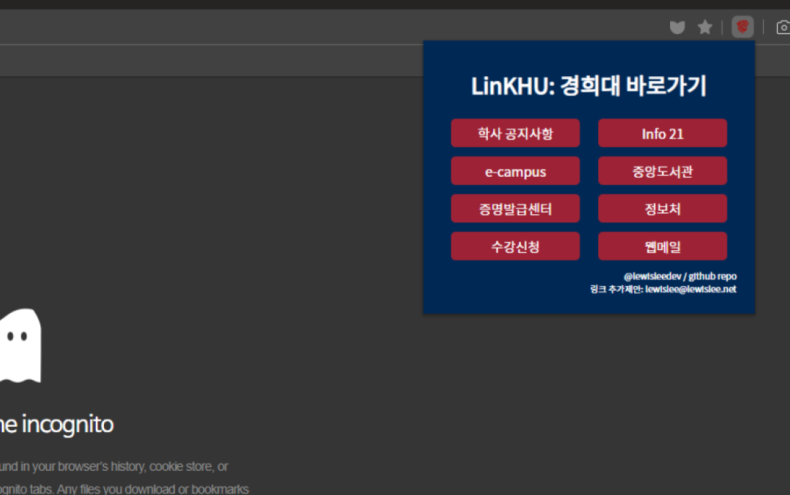 LinKHU: 경희대 바로가기
학사 공지사항
Info 21
e-campus
중앙도서관
증명발급센터
정보처
수강신청
웹메일
@lewisleedev / github repo
링크 추가제안: lewislee@lewislee.net
ne incognito
und in your browser's history, cookie store, or
ognito tabs. Any files you download or bookmarks